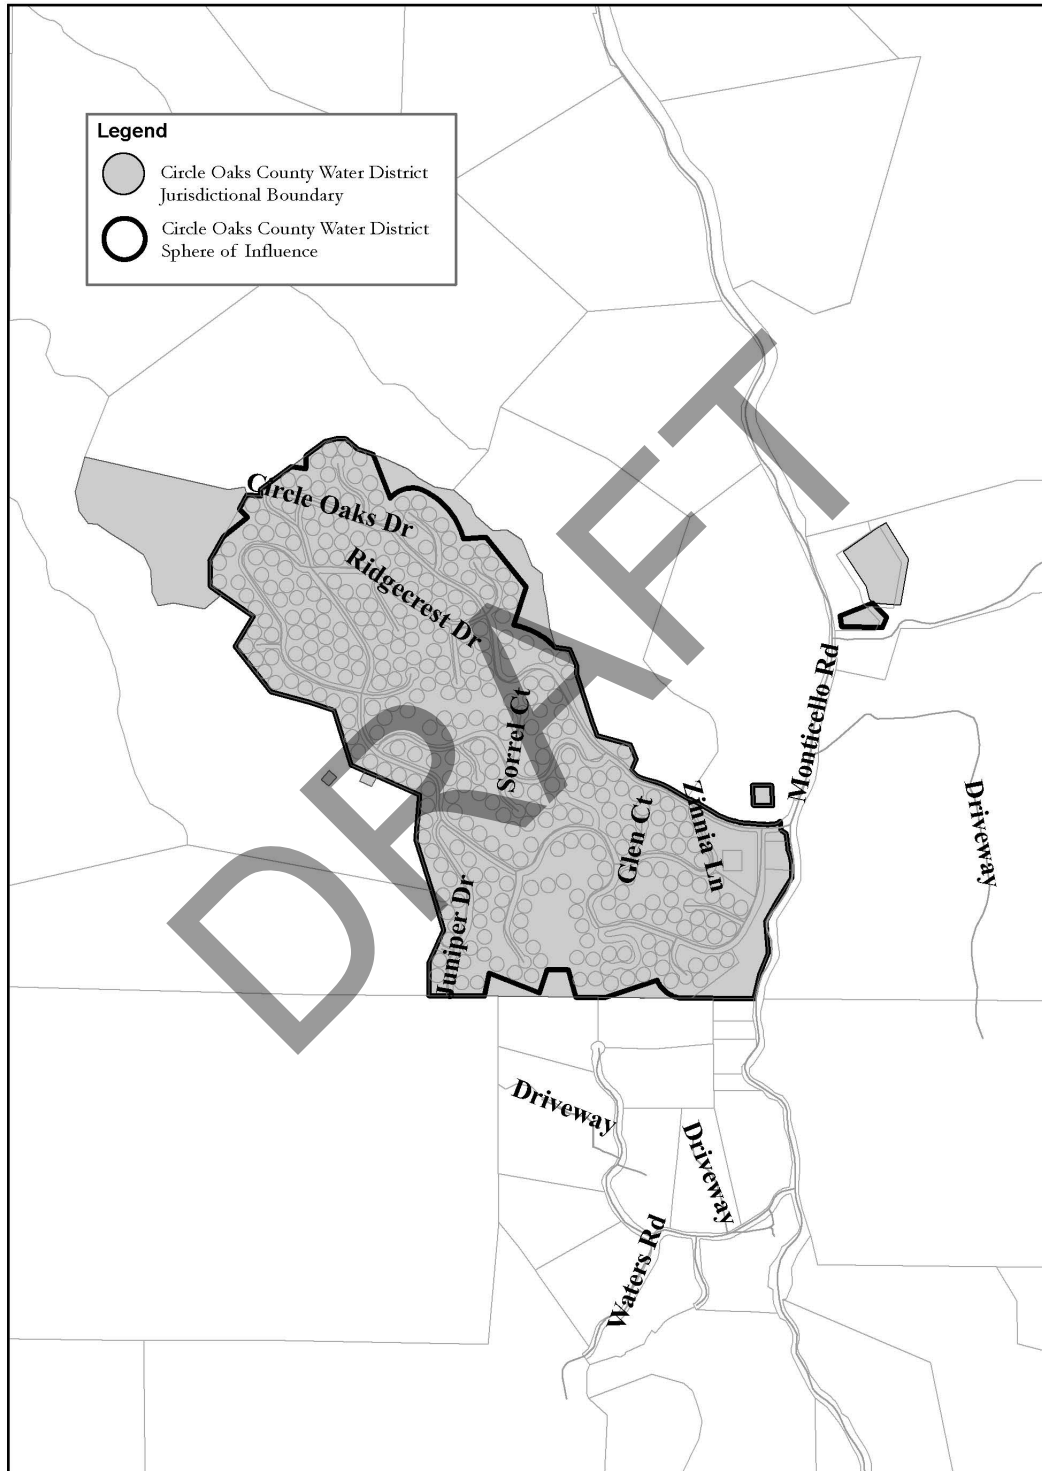 Legend
Circle Oaks County Water District
Jurisdictional Boundary
Circle Oaks County Water District
Sphere of Influence
DRAFT
Circle Oaks Dr
Ridgecrest Dr
Sorrel Ct
Monticello Rd
Glen Ct
Zinnia Ln
Driveway
Juniper Dr
Driveway
Driveway
Waters Rd